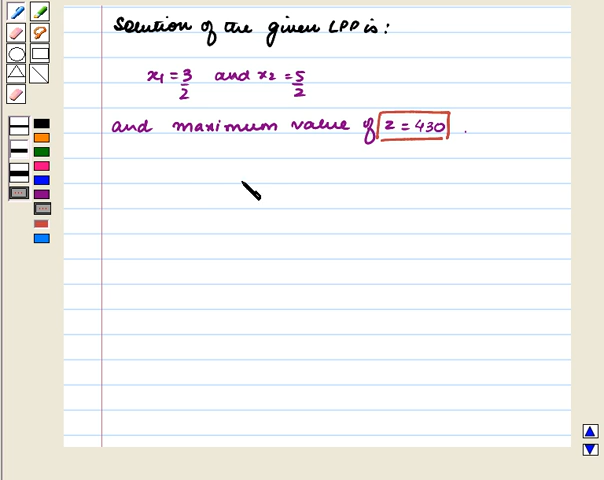 Solution of the given LPP is:
x1 = 3/2 and x2 = 5/2
and maximum value of z = 430.